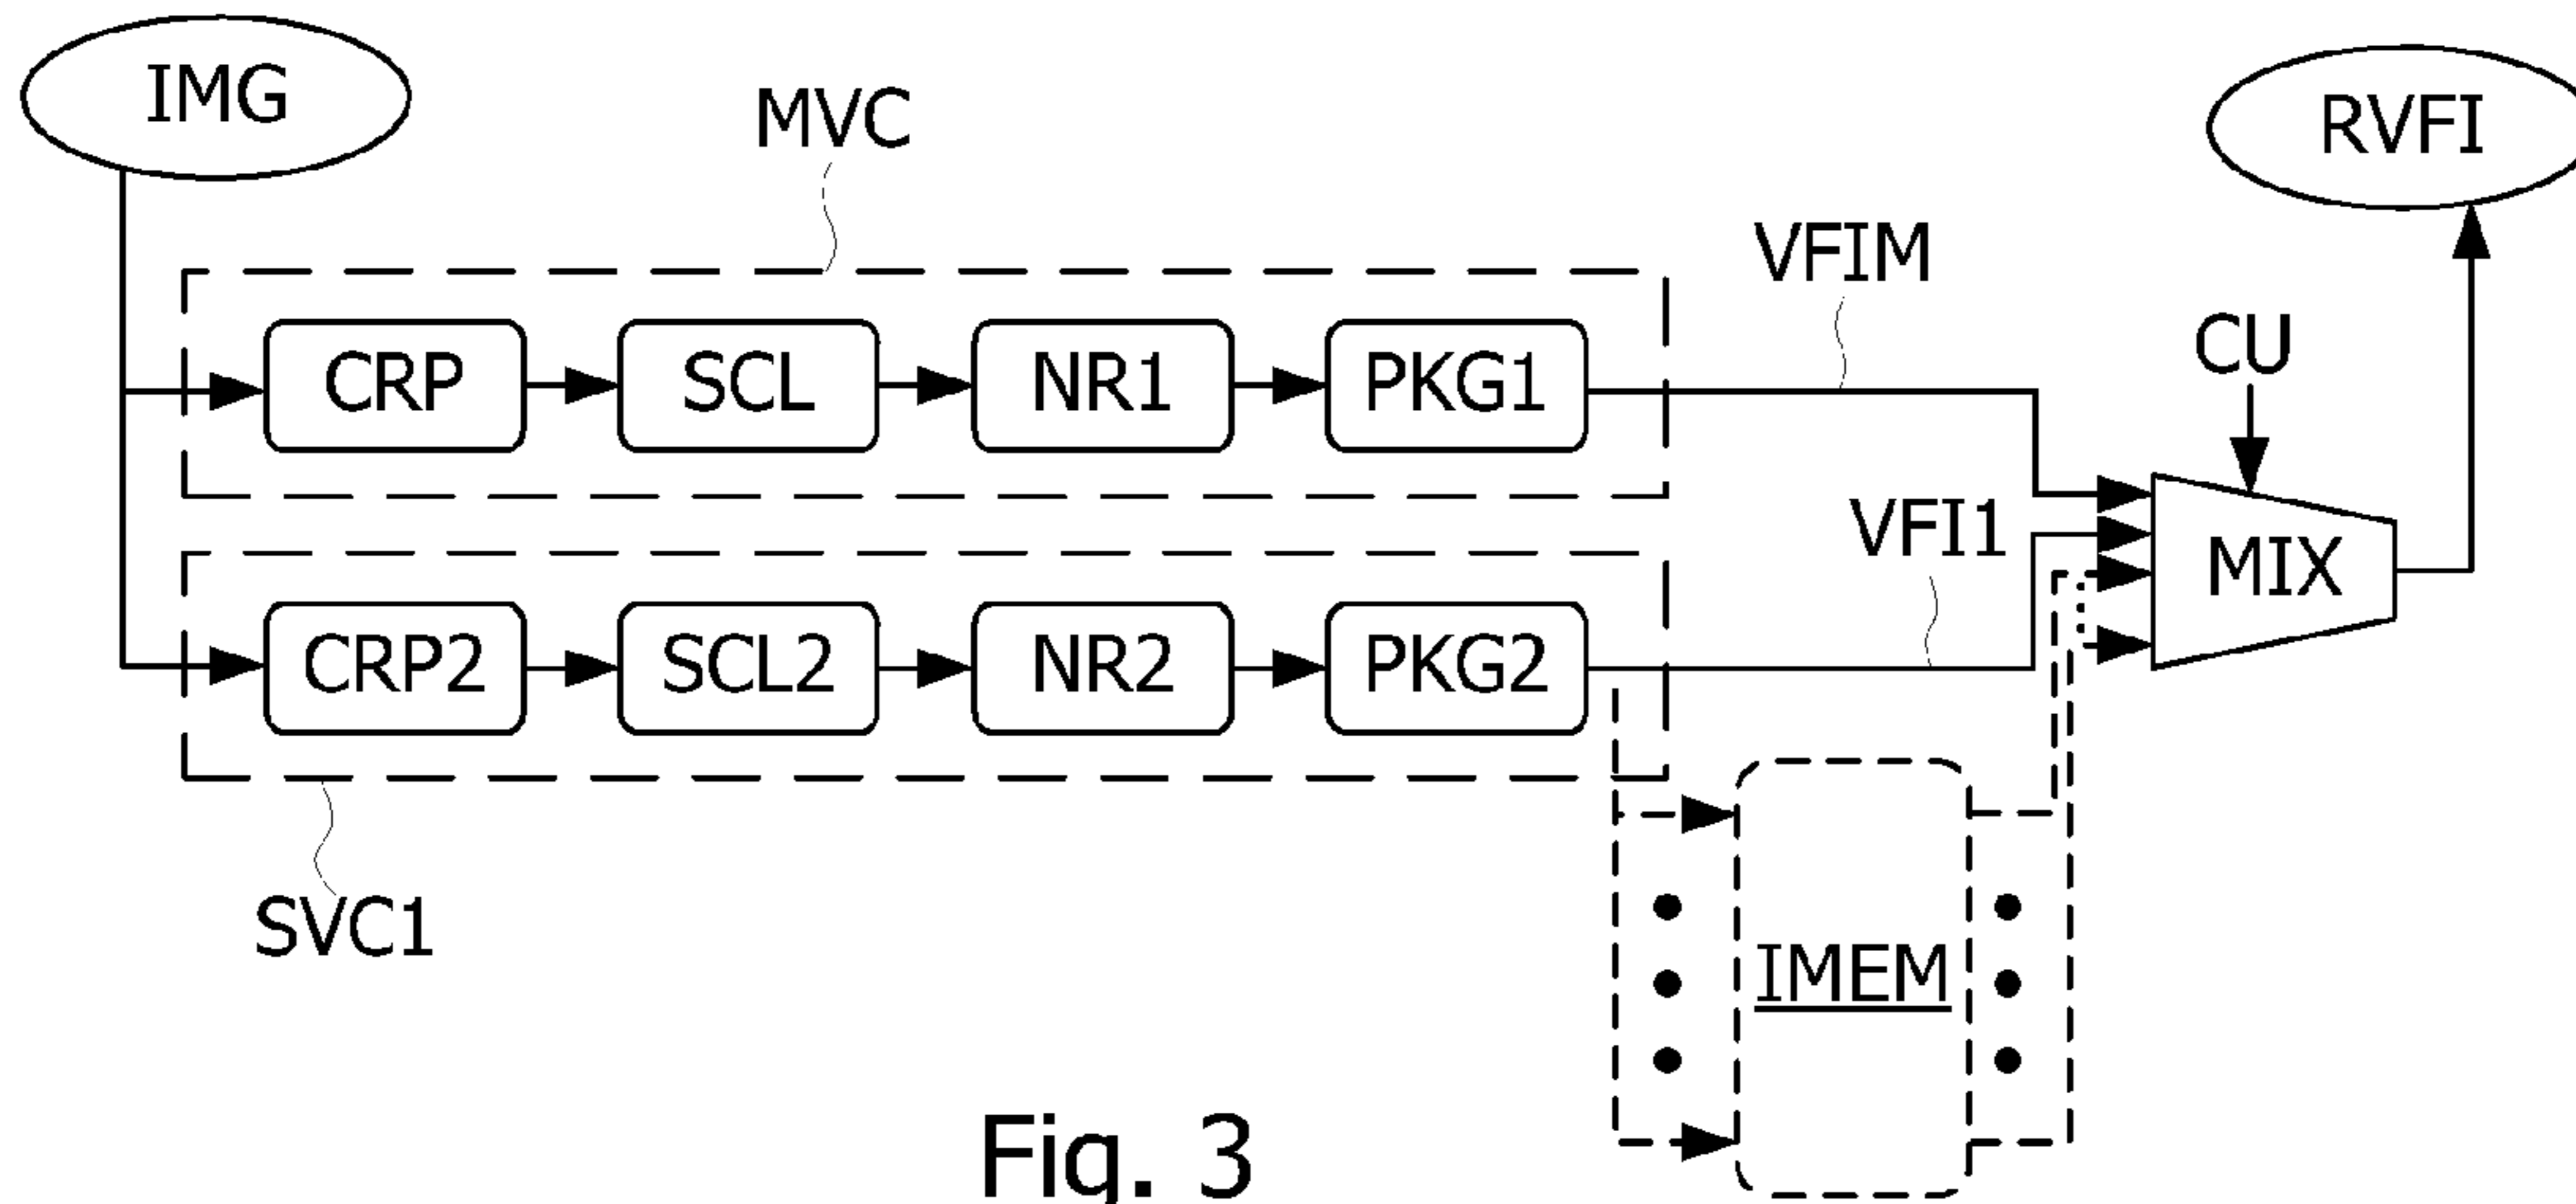 IMG
RVFI
MVC
VFIM
CU
CRP
SCL
NR1
PKG1
VFI1
MIX
CRP2
SCL2
NR2
PKG2
SVC1
IMEM
Fig. 3